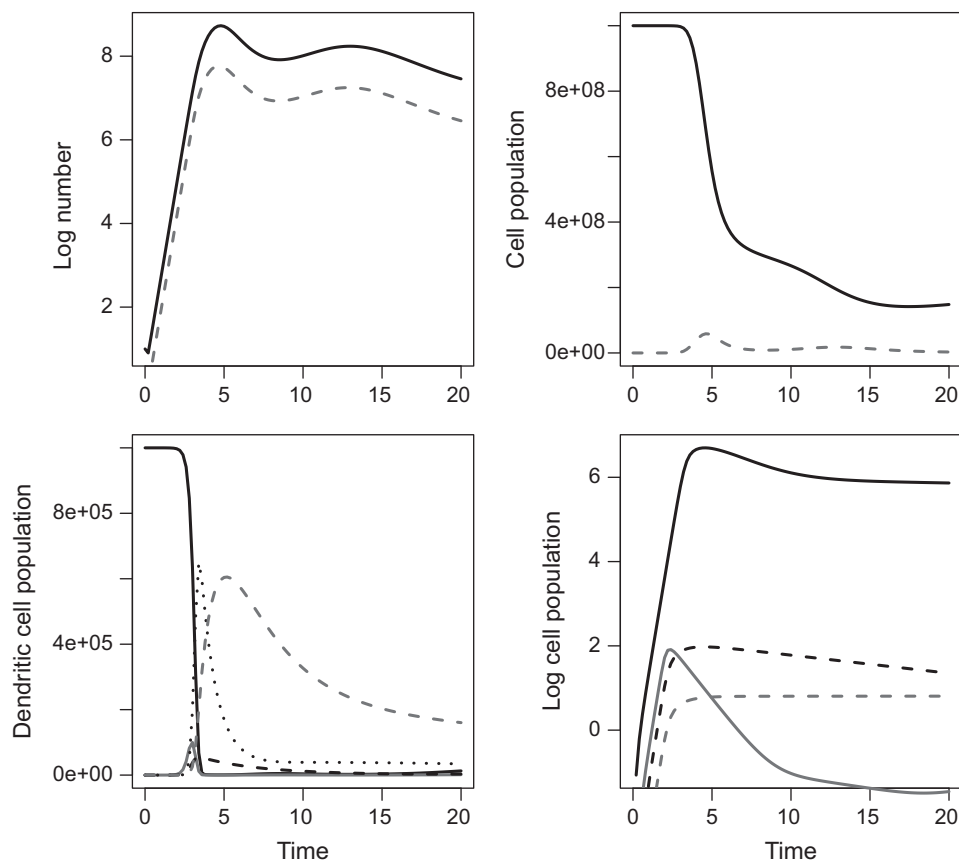 Log number
8
6
4
2
0 5 10 15 20
Cell population
8e+08
4e+08
0e+00
0 5 10 15 20
Dendritic cell population
8e+05
4e+05
0e+00
0 5 10 15 20
Time
Log cell population
6
4
2
0
0 5 10 15 20
Time